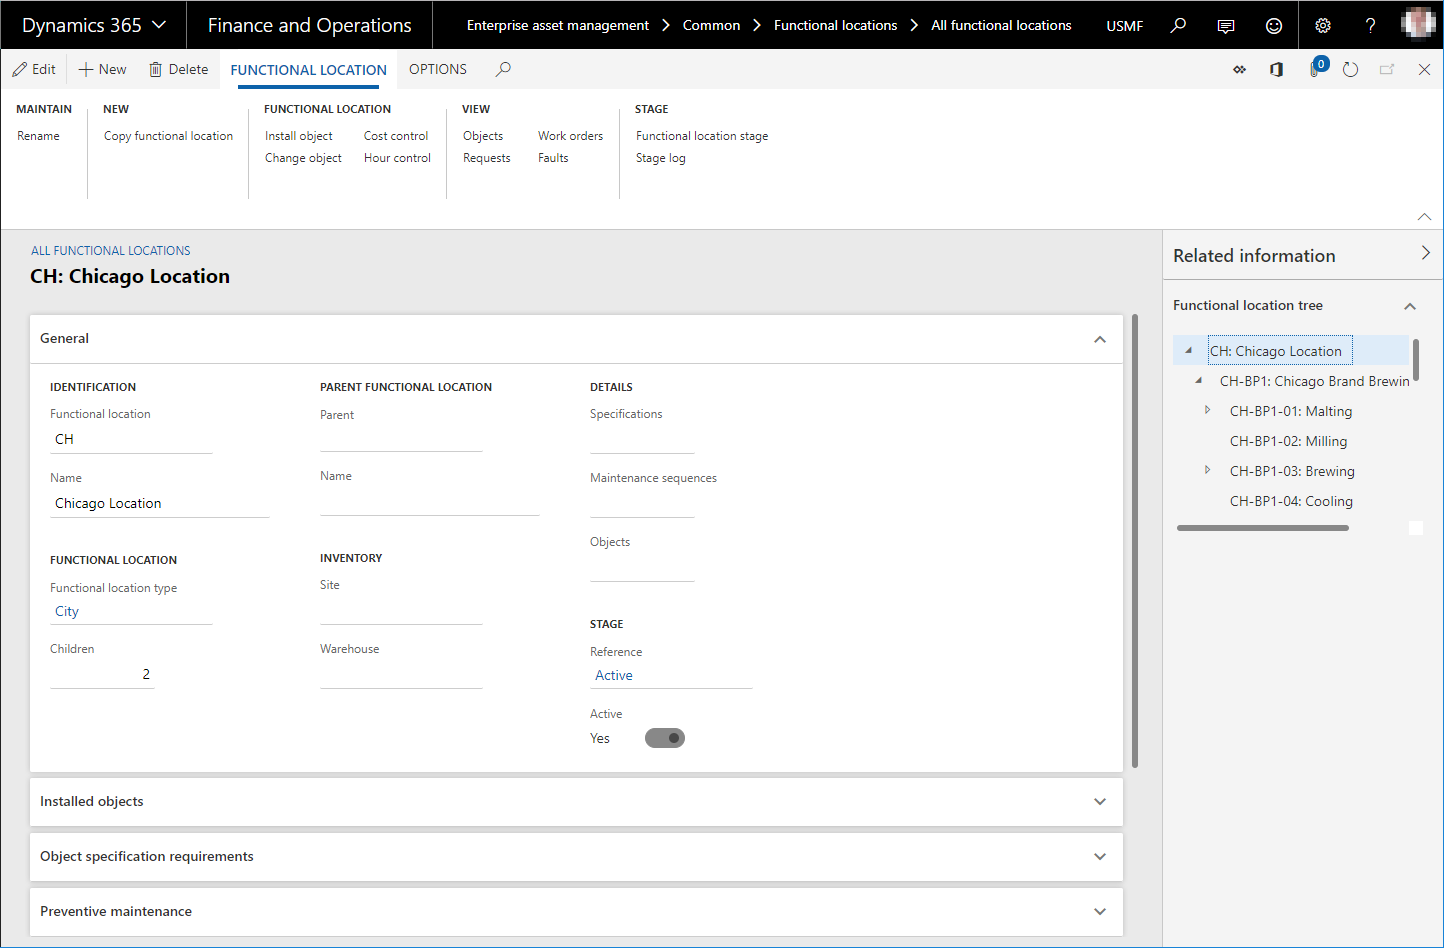 Dynamics 365 Finance and Operations Enterprise asset management Common Functional locations All functional locations USMF ?
Edit New Delete FUNCTIONAL LOCATION OPTIONS 0
MAINTAIN NEW FUNCTIONAL LOCATION VIEW STAGE
Rename Copy functional location Install object Cost control Objects Work orders Functional location stage
Change object Hour control Requests Faults Stage log
ALL FUNCTIONAL LOCATIONS
CH: Chicago Location
General
IDENTIFICATION
Functional location
CH
Name
Chicago Location
FUNCTIONAL LOCATION
Functional location type
City
Children
2
PARENT FUNCTIONAL LOCATION
Parent
Name
INVENTORY
Site
Warehouse
DETAILS
Specifications
Maintenance sequences
Objects
STAGE
Reference
Active
Active
Yes
Installed objects
Object specification requirements
Preventive maintenance
Related information
Functional location tree
CH: Chicago Location
CH-BP1: Chicago Brand Brewin
CH-BP1-01: Malting
CH-BP1-02: Milling
CH-BP1-03: Brewing
CH-BP1-04: Cooling